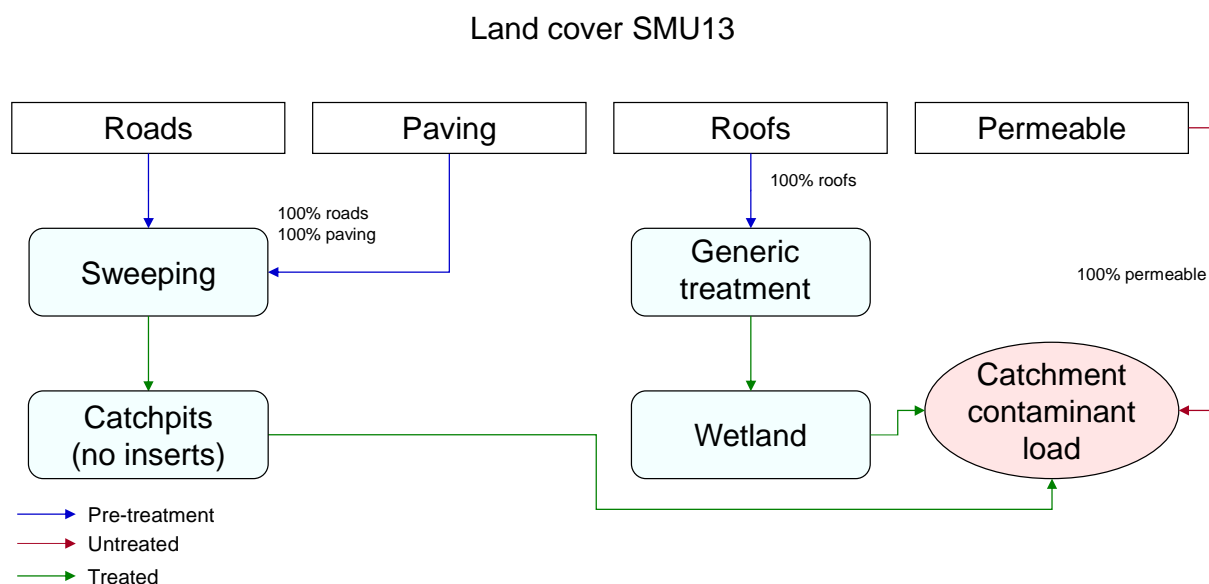 Land cover SMU13
Roads
Paving
Roofs
Permeable
100% roofs
100% roads
100% paving
Sweeping
Generic
treatment
100% permeable
Catchpits
(no inserts)
Wetland
Catchment
contaminant
load
Pre-treatment
Untreated
Treated